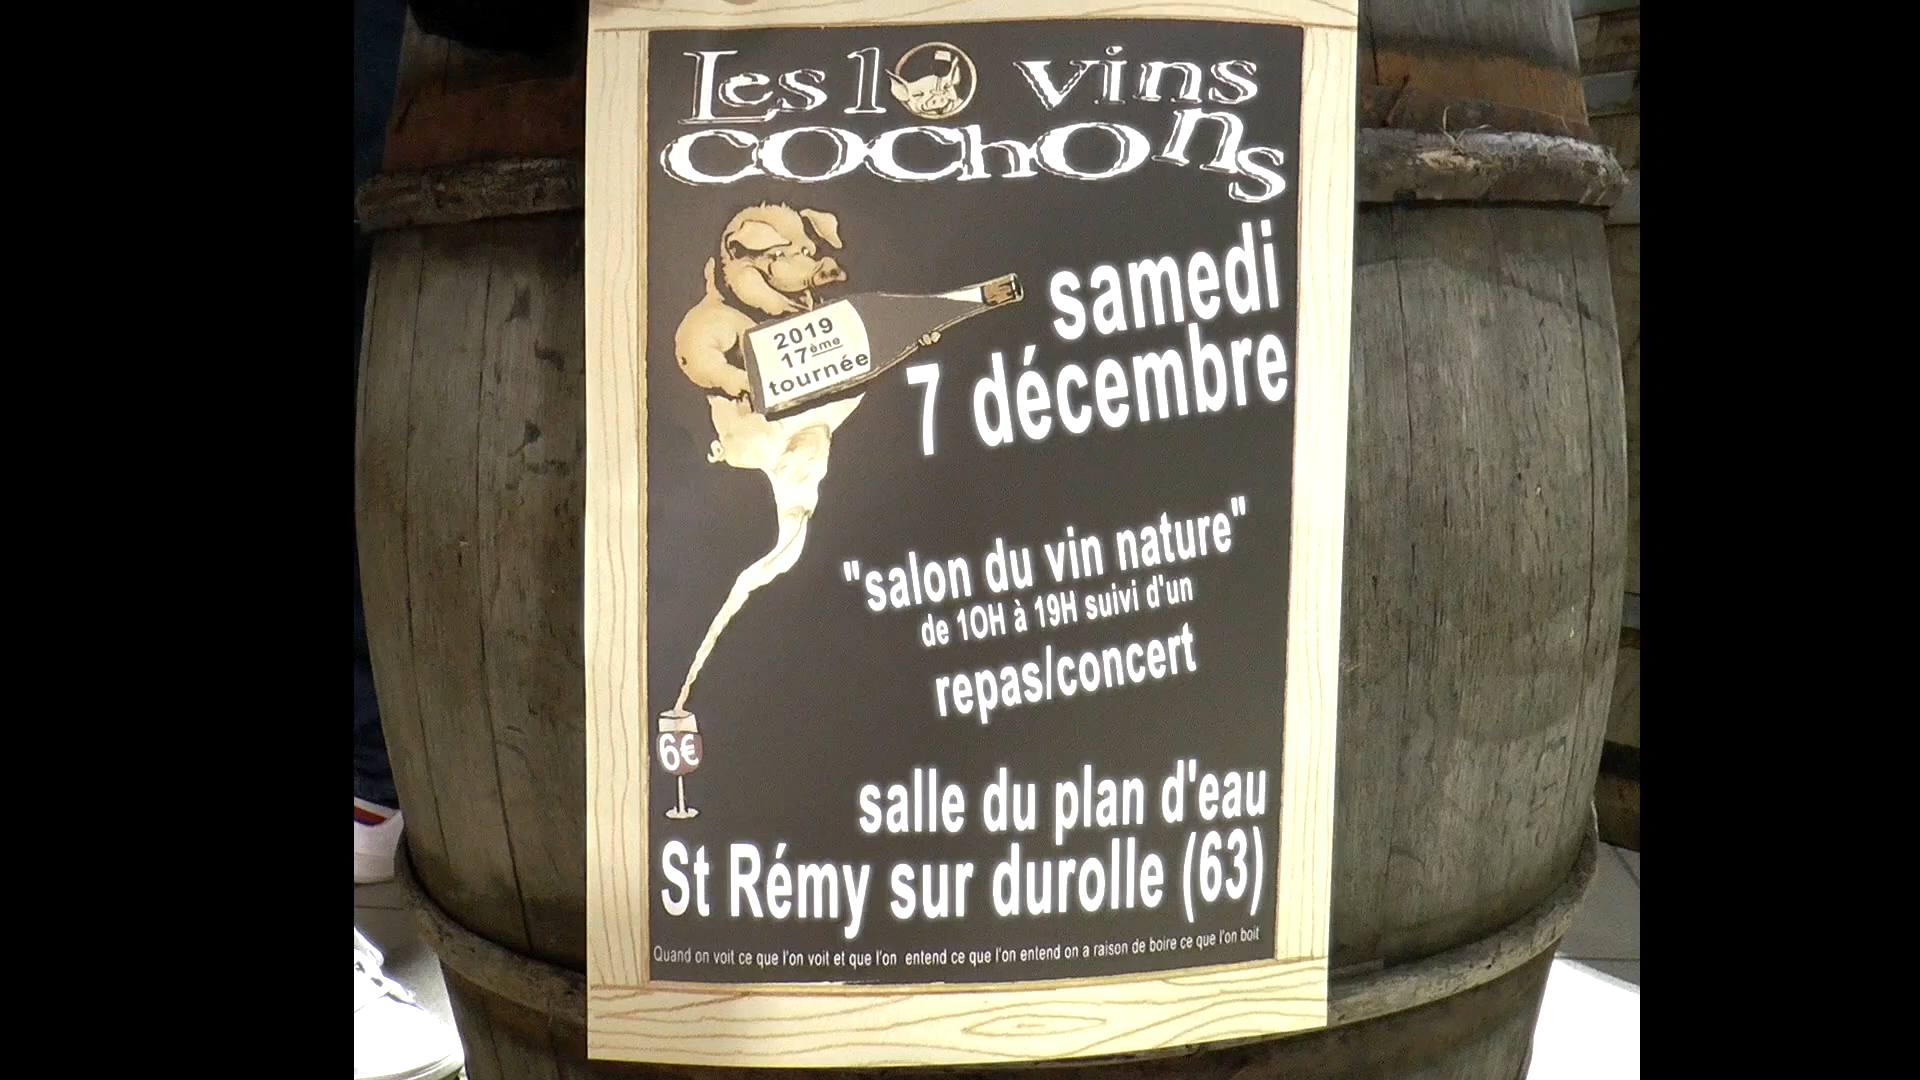 Les 10 vins
cochons
samedi
7 décembre
2019
17ème
tournée
"salon du vin nature"
de 10H à 19H suivi d'un
repas/concert
6€
salle du plan d'eau
St Rémy sur durolle (63)
Quand on voit ce que l'on voit et que l'on entend ce que l'on entend on a raison de boire ce que l'on boit